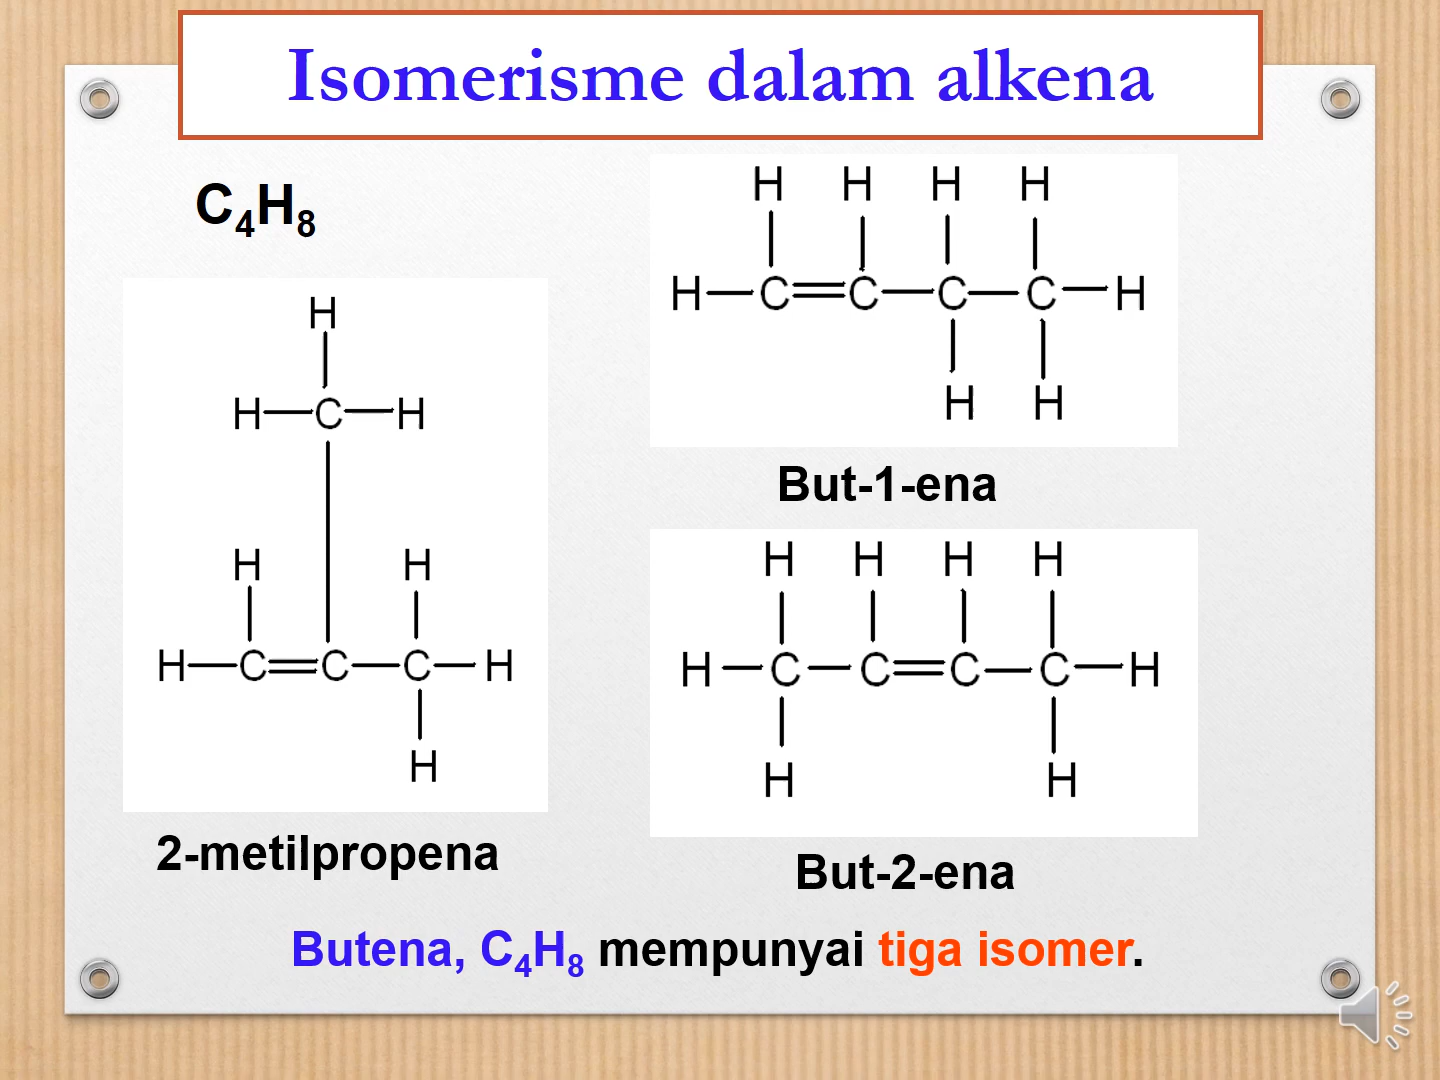 Isomerisme dalam alkena
C₄H₈
H
H—C—H
H H
H—C=C—C—H
H
2-metilpropena
H H H H
H—C=C—C—C—H
H H
But-1-ena
H H H H
H—C—C=C—C—H
H H
But-2-ena
Butena, C₄H₈ mempunyai tiga isomer.